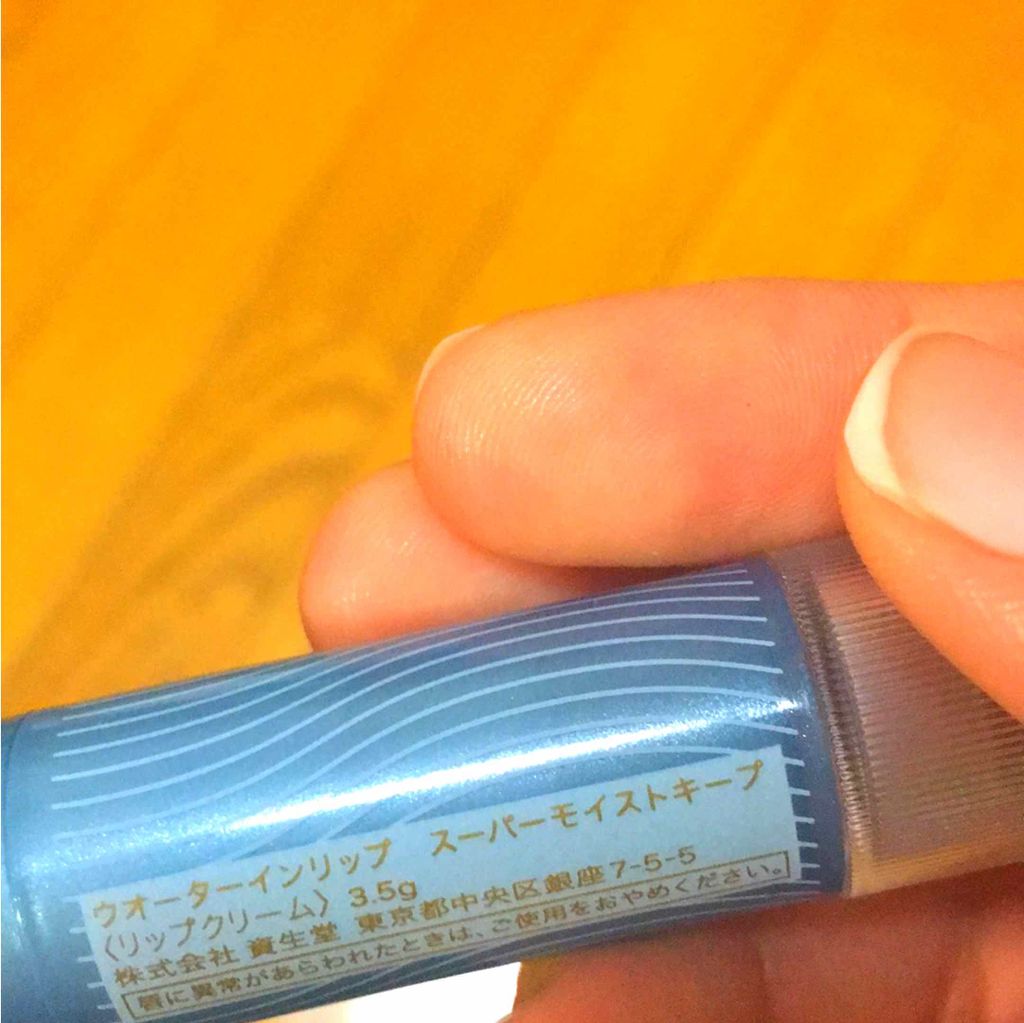 ウオーターインリップ スーパーモイストキープ
〈リップクリーム〉 3.5g
株式会社 資生堂 東京都中央区銀座7-5-5
唇に異常があらわれたときは、ご使用をおやめください。